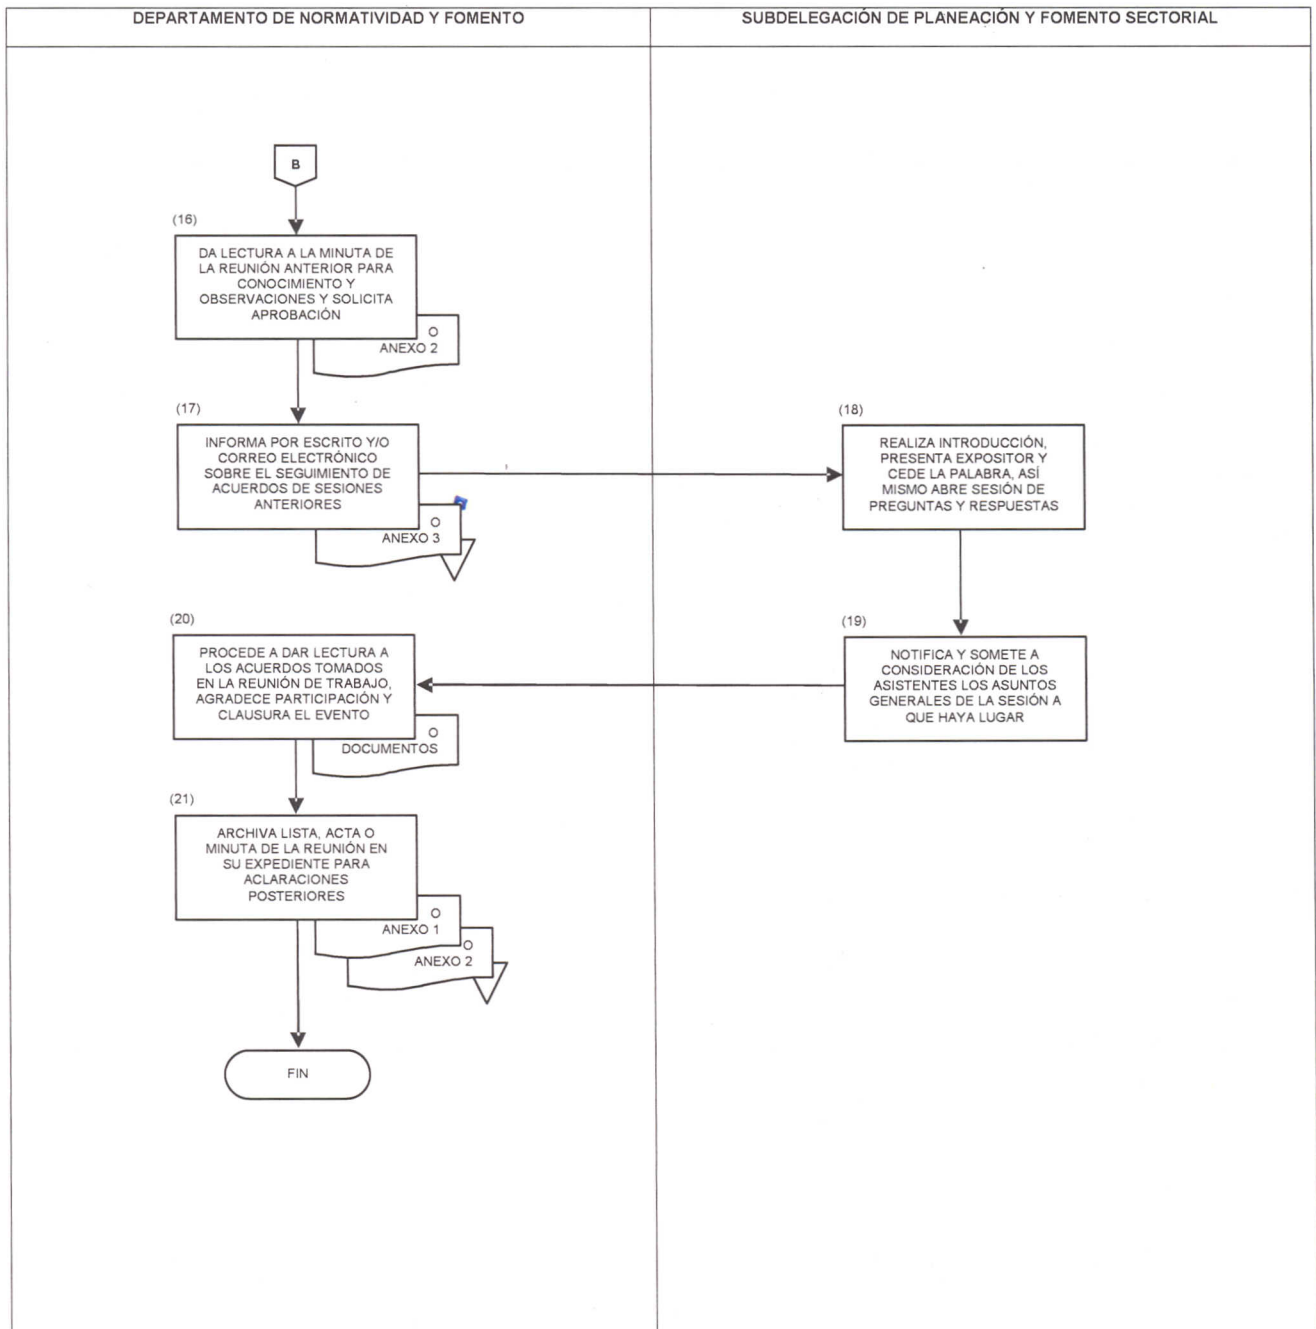 DEPARTAMENTO DE NORMATIVIDAD Y FOMENTO
SUBDELEGACIÓN DE PLANEACIÓN Y FOMENTO SECTORIAL
B
(16)
DA LECTURA A LA MINUTA DE
LA REUNIÓN ANTERIOR PARA
CONOCIMIENTO Y
OBSERVACIONES Y SOLICITA
APROBACIÓN
O
ANEXO 2
(17)
INFORMA POR ESCRITO Y/O
CORREO ELECTRÓNICO
SOBRE EL SEGUIMIENTO DE
ACUERDOS DE SESIONES
ANTERIORES
O
ANEXO 3
(18)
REALIZA INTRODUCCIÓN,
PRESENTA EXPOSITOR Y
CEDE LA PALABRA, ASÍ
MISMO ABRE SESIÓN DE
PREGUNTAS Y RESPUESTAS
(19)
NOTIFICA Y SOMETE A
CONSIDERACIÓN DE LOS
ASISTENTES LOS ASUNTOS
GENERALES DE LA SESIÓN A
QUE HAYA LUGAR
(20)
PROCEDE A DAR LECTURA A
LOS ACUERDOS TOMADOS
EN LA REUNIÓN DE TRABAJO,
AGRADECE PARTICIPACIÓN Y
CLAUSURA EL EVENTO
O
DOCUMENTOS
(21)
ARCHIVA LISTA, ACTA O
MINUTA DE LA REUNIÓN EN
SU EXPEDIENTE PARA
ACLARACIONES
POSTERIORES
O
ANEXO 1
O
ANEXO 2
FIN